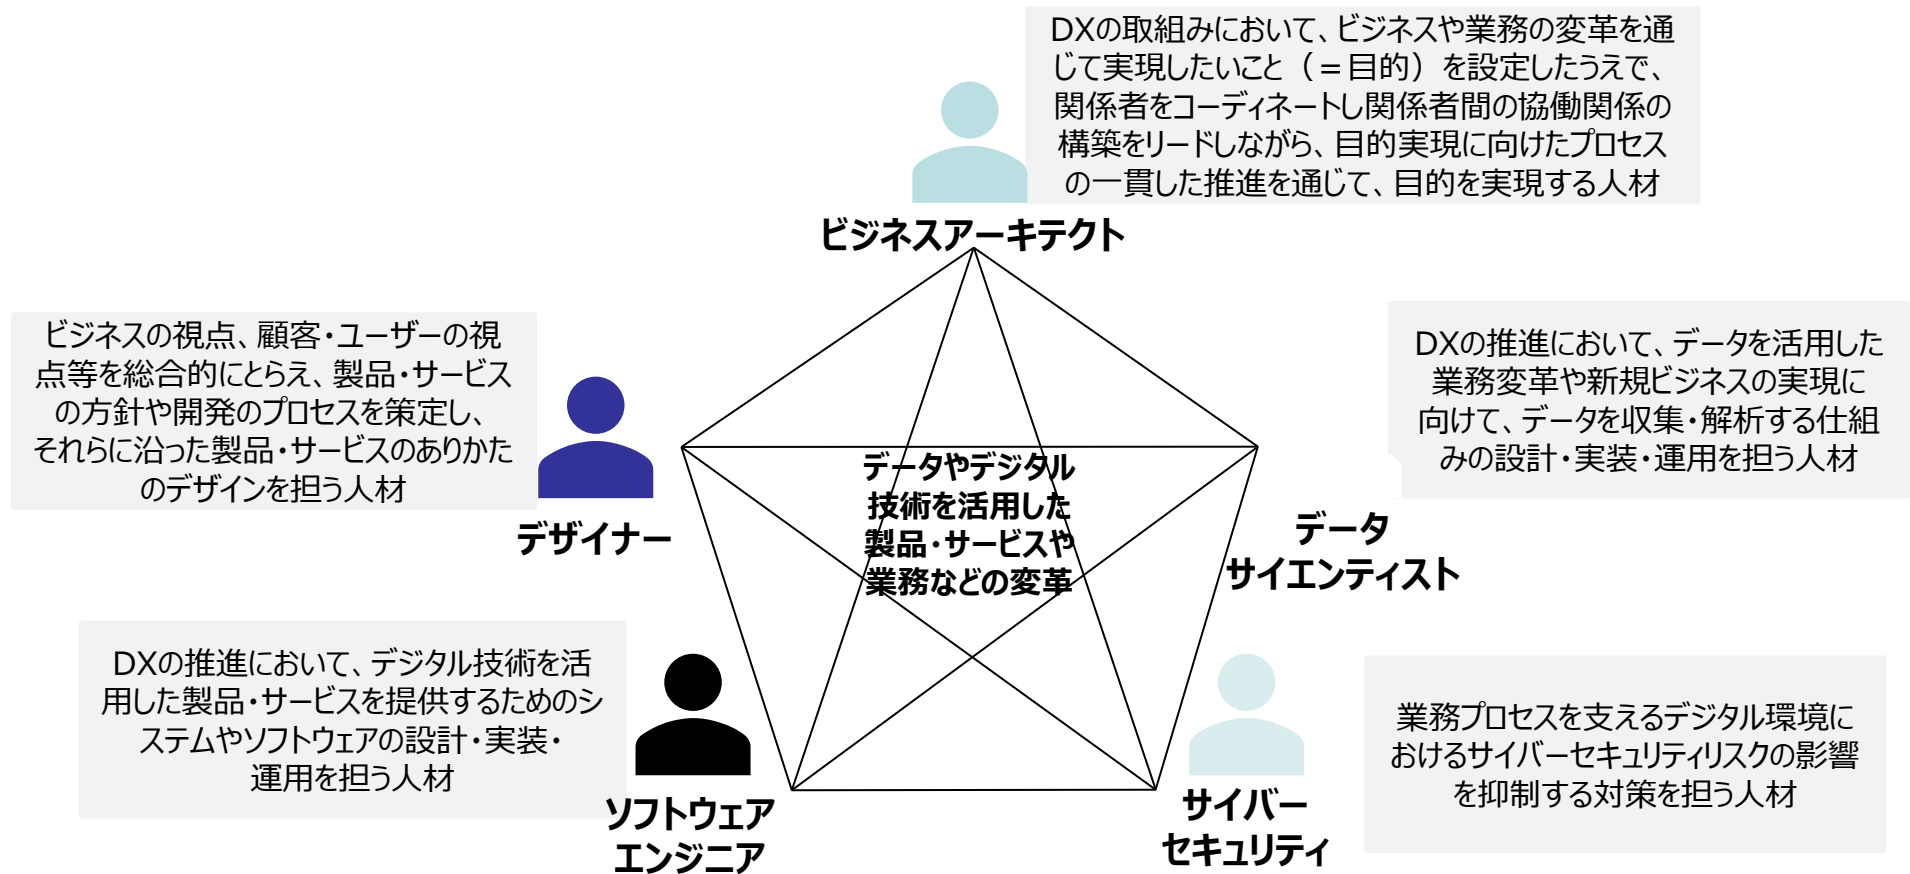 DXの取組みにおいて、ビジネスや業務の変革を通
じて実現したいこと（＝目的）を設定したうえで、
関係者をコーディネートし関係者間の協働関係の
構築をリードしながら、目的実現に向けたプロセス
の一貫した推進を通じて、目的を実現する人材
ビジネスアーキテクト
ビジネスの視点、顧客・ユーザーの視
点等を総合的にとらえ、製品・サービス
の方針や開発のプロセスを策定し、
それらに沿った製品・サービスのありかた
のデザインを担う人材
デザイナー
DXの推進において、データを活用した
業務変革や新規ビジネスの実現に
向けて、データを収集・解析する仕組
みの設計・実装・運用を担う人材
データ
サイエンティスト
データやデジタル
技術を活用した
製品・サービスや
業務などの変革
DXの推進において、デジタル技術を活
用した製品・サービスを提供するためのシ
ステムやソフトウェアの設計・実装・
運用を担う人材
ソフトウェア
エンジニア
サイバー
セキュリティ
業務プロセスを支えるデジタル環境に
おけるサイバーセキュリティリスクの影響
を抑制する対策を担う人材